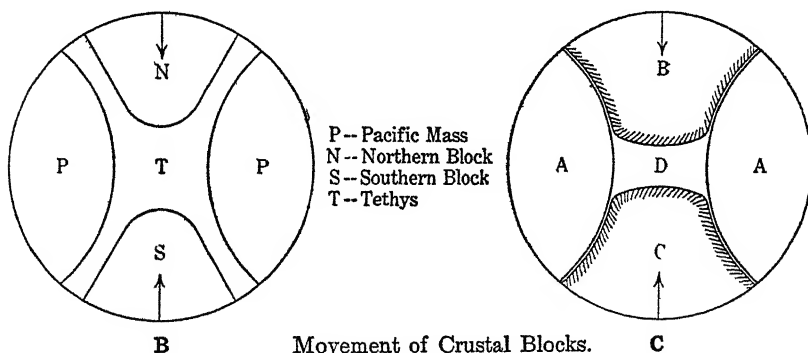 N
B
P--Pacific Mass
N--Northern Block
S--Southern Block
T--Tethys
P T P
A D A
S
C
B Movement of Crustal Blocks. C